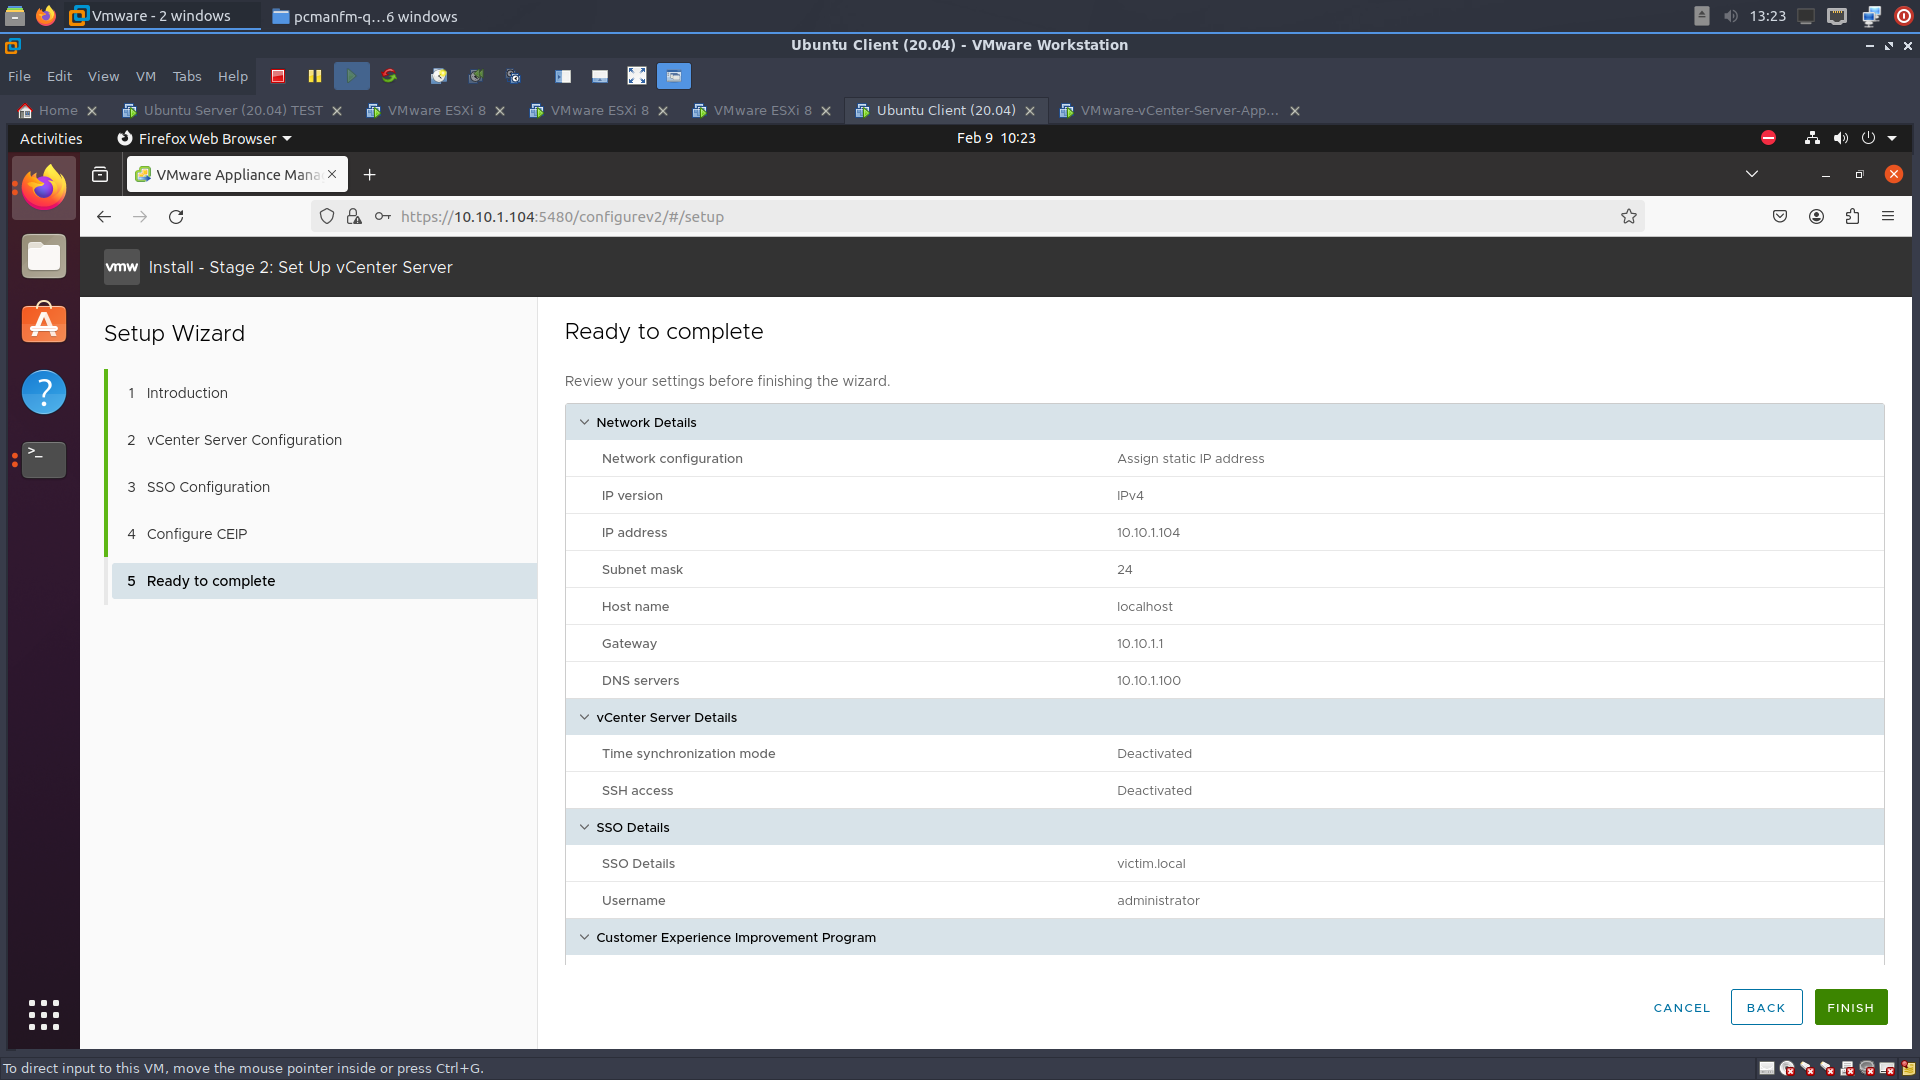 Vmware - 2 windows
pcmanfm-q...6 windows
13:23
Ubuntu Client (20.04) - VMware Workstation
File Edit View VM Tabs Help
Home
Ubuntu Server (20.04) TEST
VMware ESXi 8
VMware ESXi 8
VMware ESXi 8
Ubuntu Client (20.04)
VMware-vCenter-Server-App...
Activities
Firefox Web Browser
Feb 9 10:23
VMware Appliance Mana
https://10.10.1.104:5480/configurev2/#/setup
vmw
Install - Stage 2: Set Up vCenter Server
Setup Wizard
1 Introduction
2 vCenter Server Configuration
3 SSO Configuration
4 Configure CEIP
5 Ready to complete
Ready to complete
Review your settings before finishing the wizard.
Network Details
Network configuration Assign static IP address
IP version IPv4
IP address 10.10.1.104
Subnet mask 24
Host name localhost
Gateway 10.10.1.1
DNS servers 10.10.1.100
vCenter Server Details
Time synchronization mode Deactivated
SSH access Deactivated
SSO Details
SSO Details victim.local
Username administrator
Customer Experience Improvement Program
CANCEL
BACK
FINISH
To direct input to this VM, move the mouse pointer inside or press Ctrl+G.